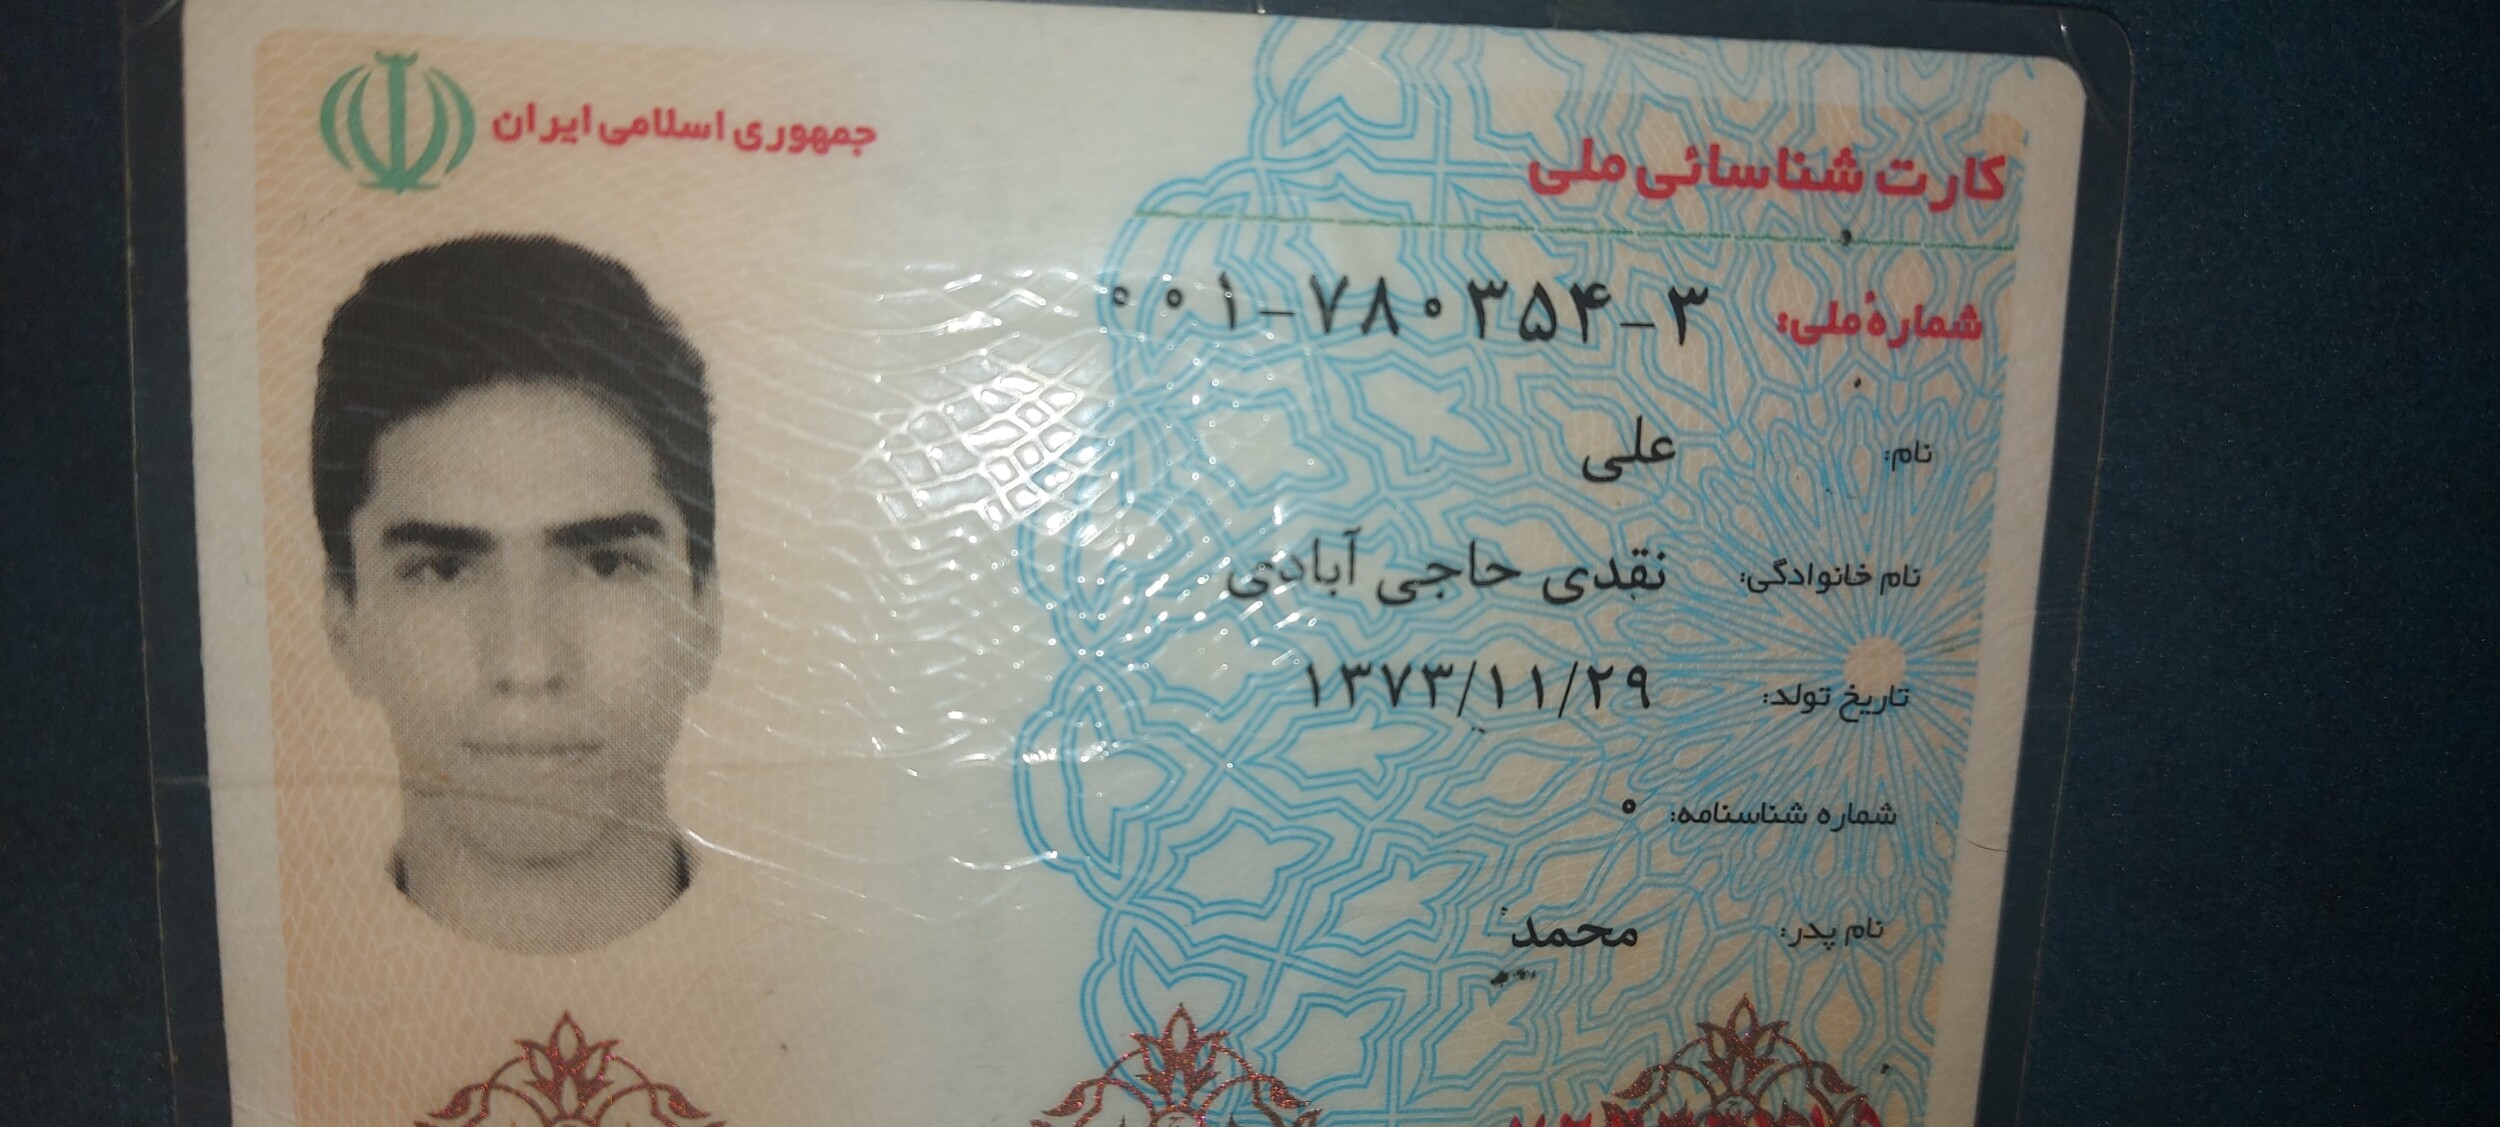 جمهوری اسلامی ایران
کارت شناسائی ملی
شمارهٔ ملی: ۰۰۱-۷۸۰۳۵۴-۳
نام: علی
نام خانوادگی: نقدی حاجی آبادی
تاریخ تولد: ۱۳۷۳/۱۱/۲۹
شماره شناسنامه: ۰
نام پدر: محمد